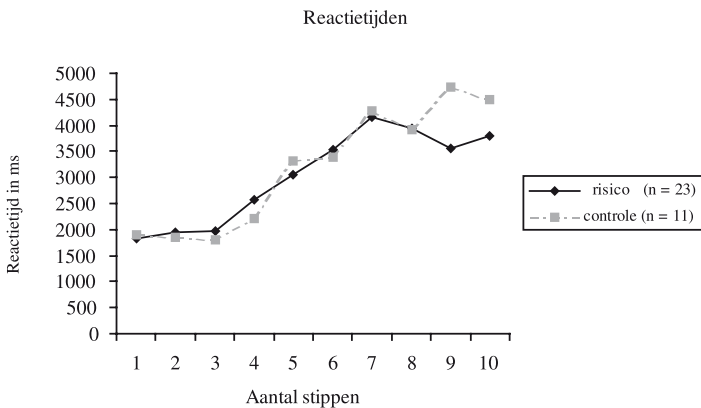 Reactietijden
5000
4500
4000
3500
3000
2500
2000
1500
1000
500
0
Reactietijd in ms
1 2 3 4 5 6 7 8 9 10
Aantal stippen
risico (n = 23)
controle (n = 11)